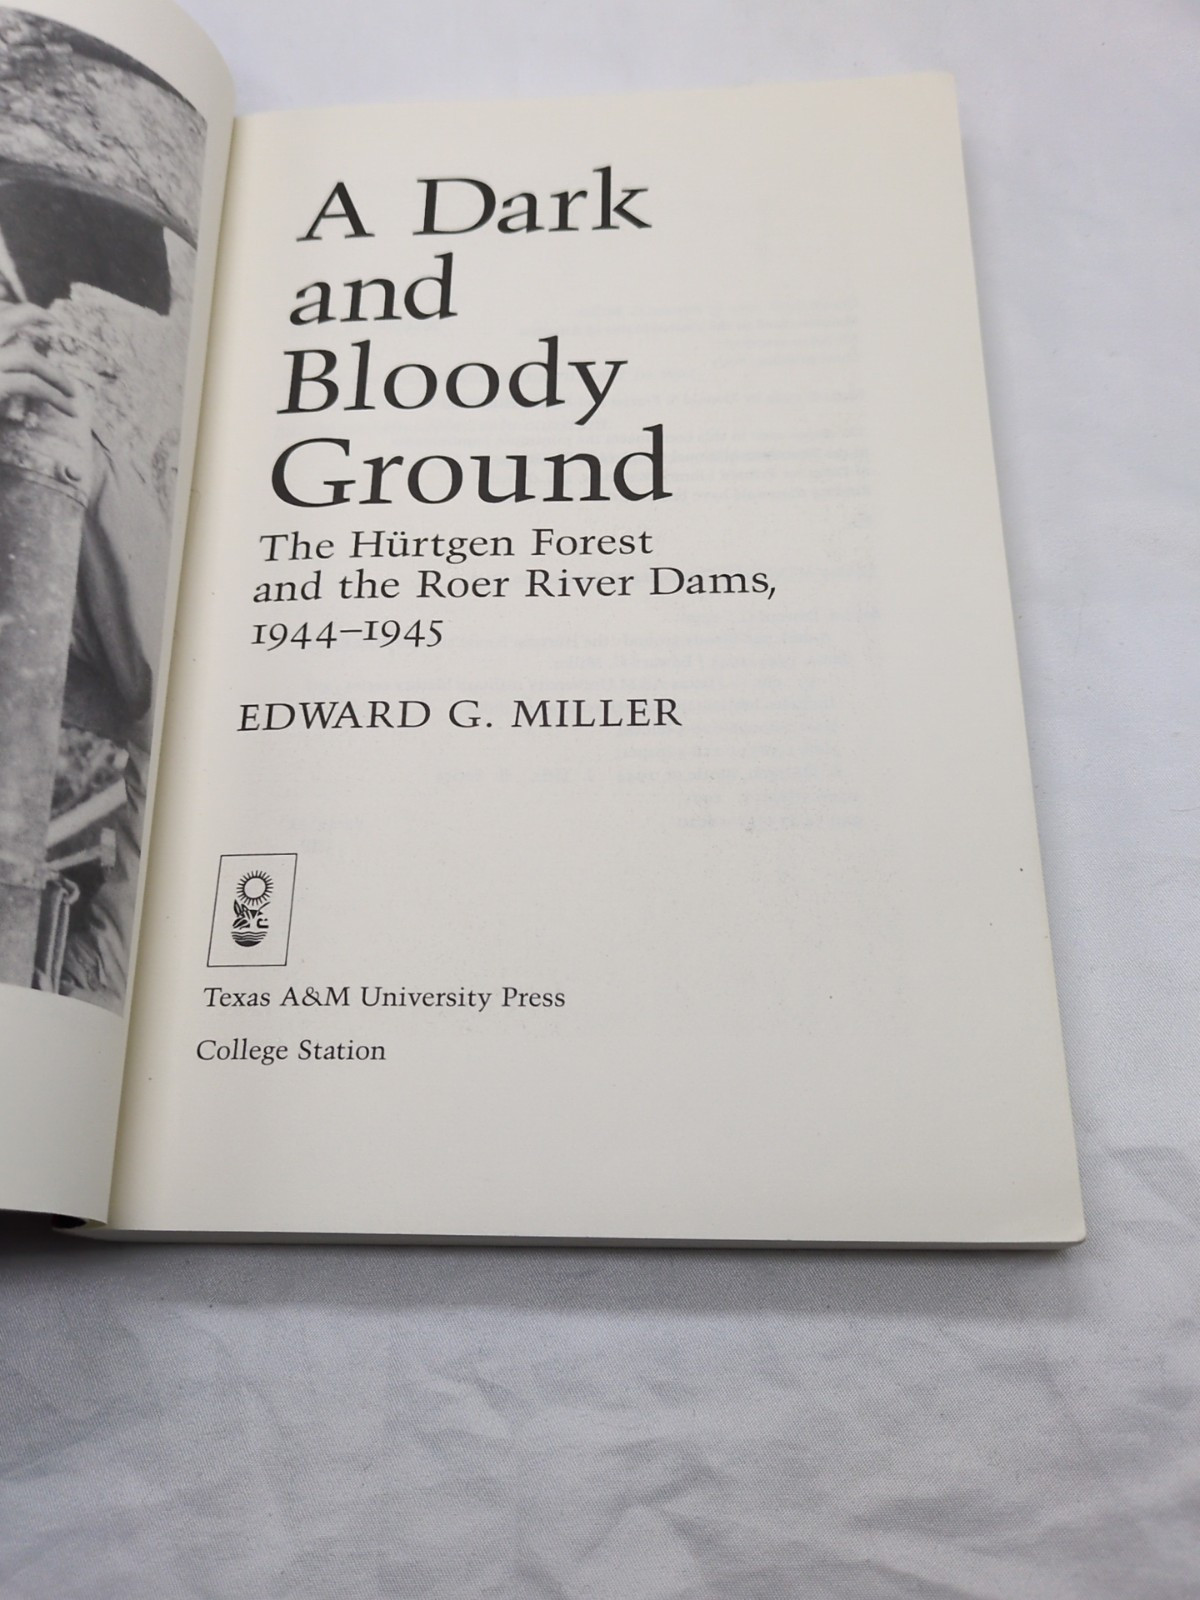 A Dark
and
Bloody
Ground
The Hürtgen Forest
and the Roer River Dams,
1944–1945
EDWARD G. MILLER
Texas A&M University Press
College Station